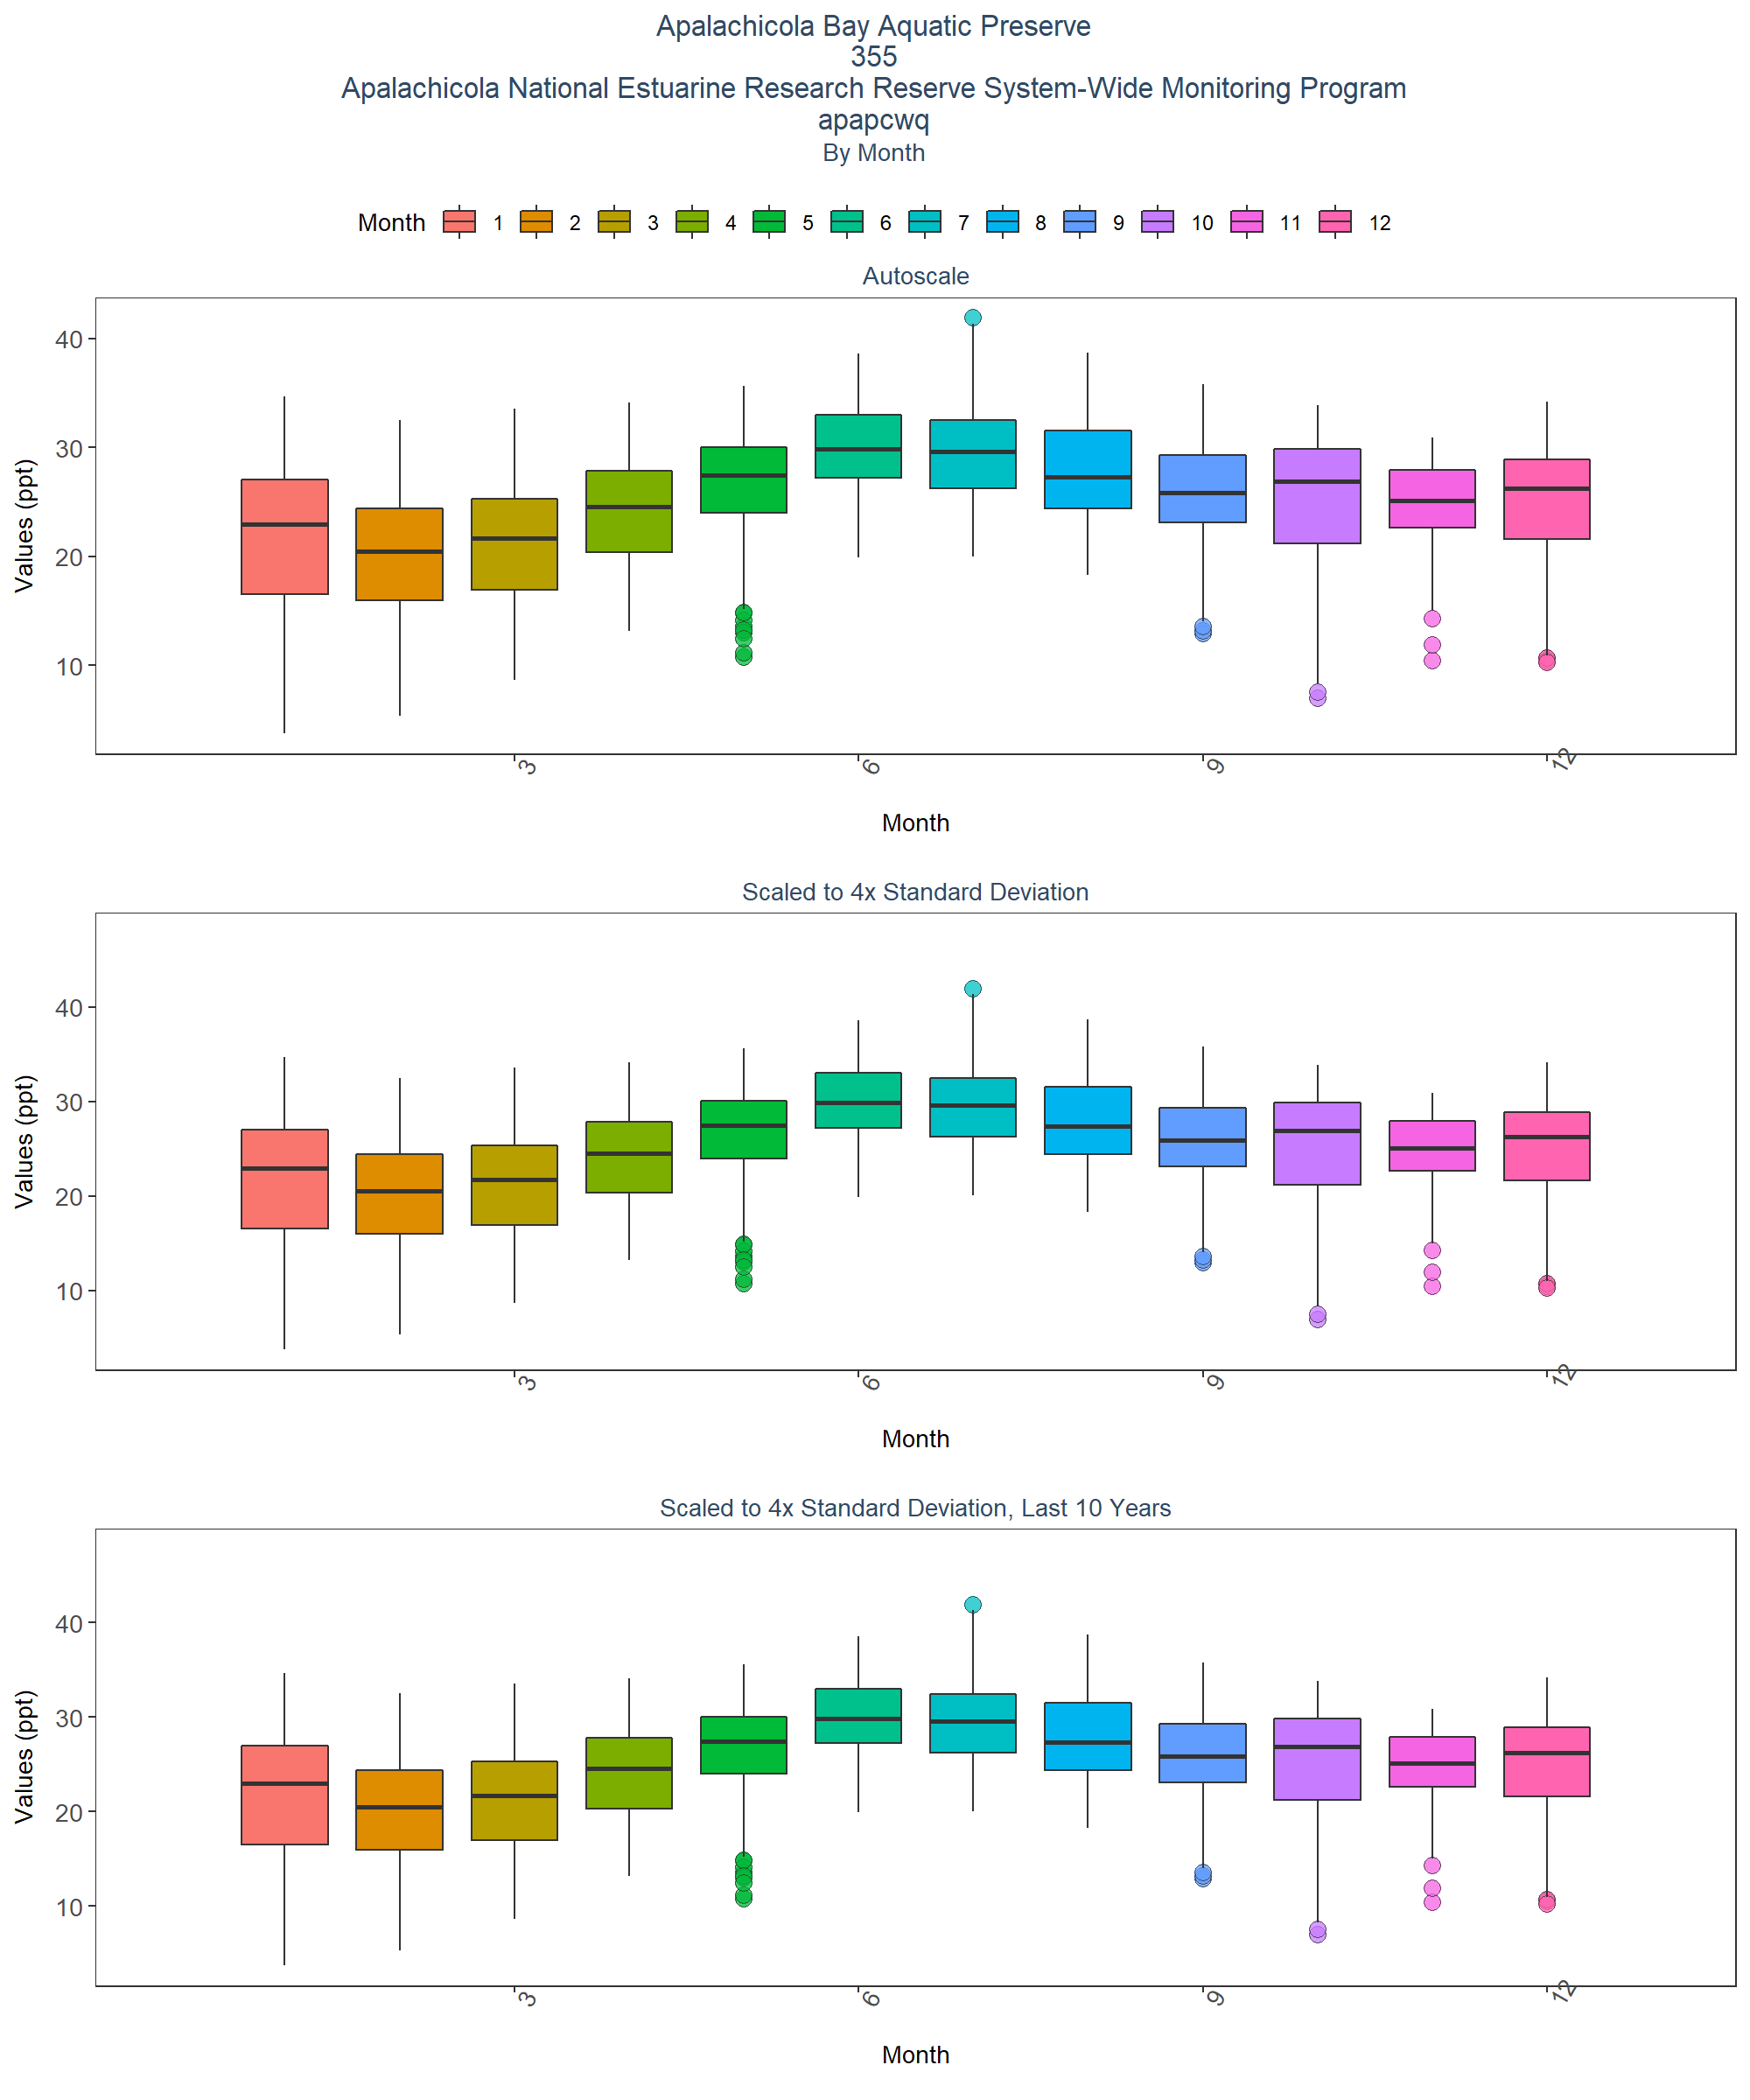 Apalachicola Bay Aquatic Preserve
355
Apalachicola National Estuarine Research Reserve System-Wide Monitoring Program
apapcwq
By Month
Month 1 2 3 4 5 6 7 8 9 10 11 12
Autoscale
Values (ppt)
40
30
20
10
3 6 9 12
Month
Scaled to 4x Standard Deviation
Values (ppt)
40
30
20
10
3 6 9 12
Month
Scaled to 4x Standard Deviation, Last 10 Years
Values (ppt)
40
30
20
10
3 6 9 12
Month